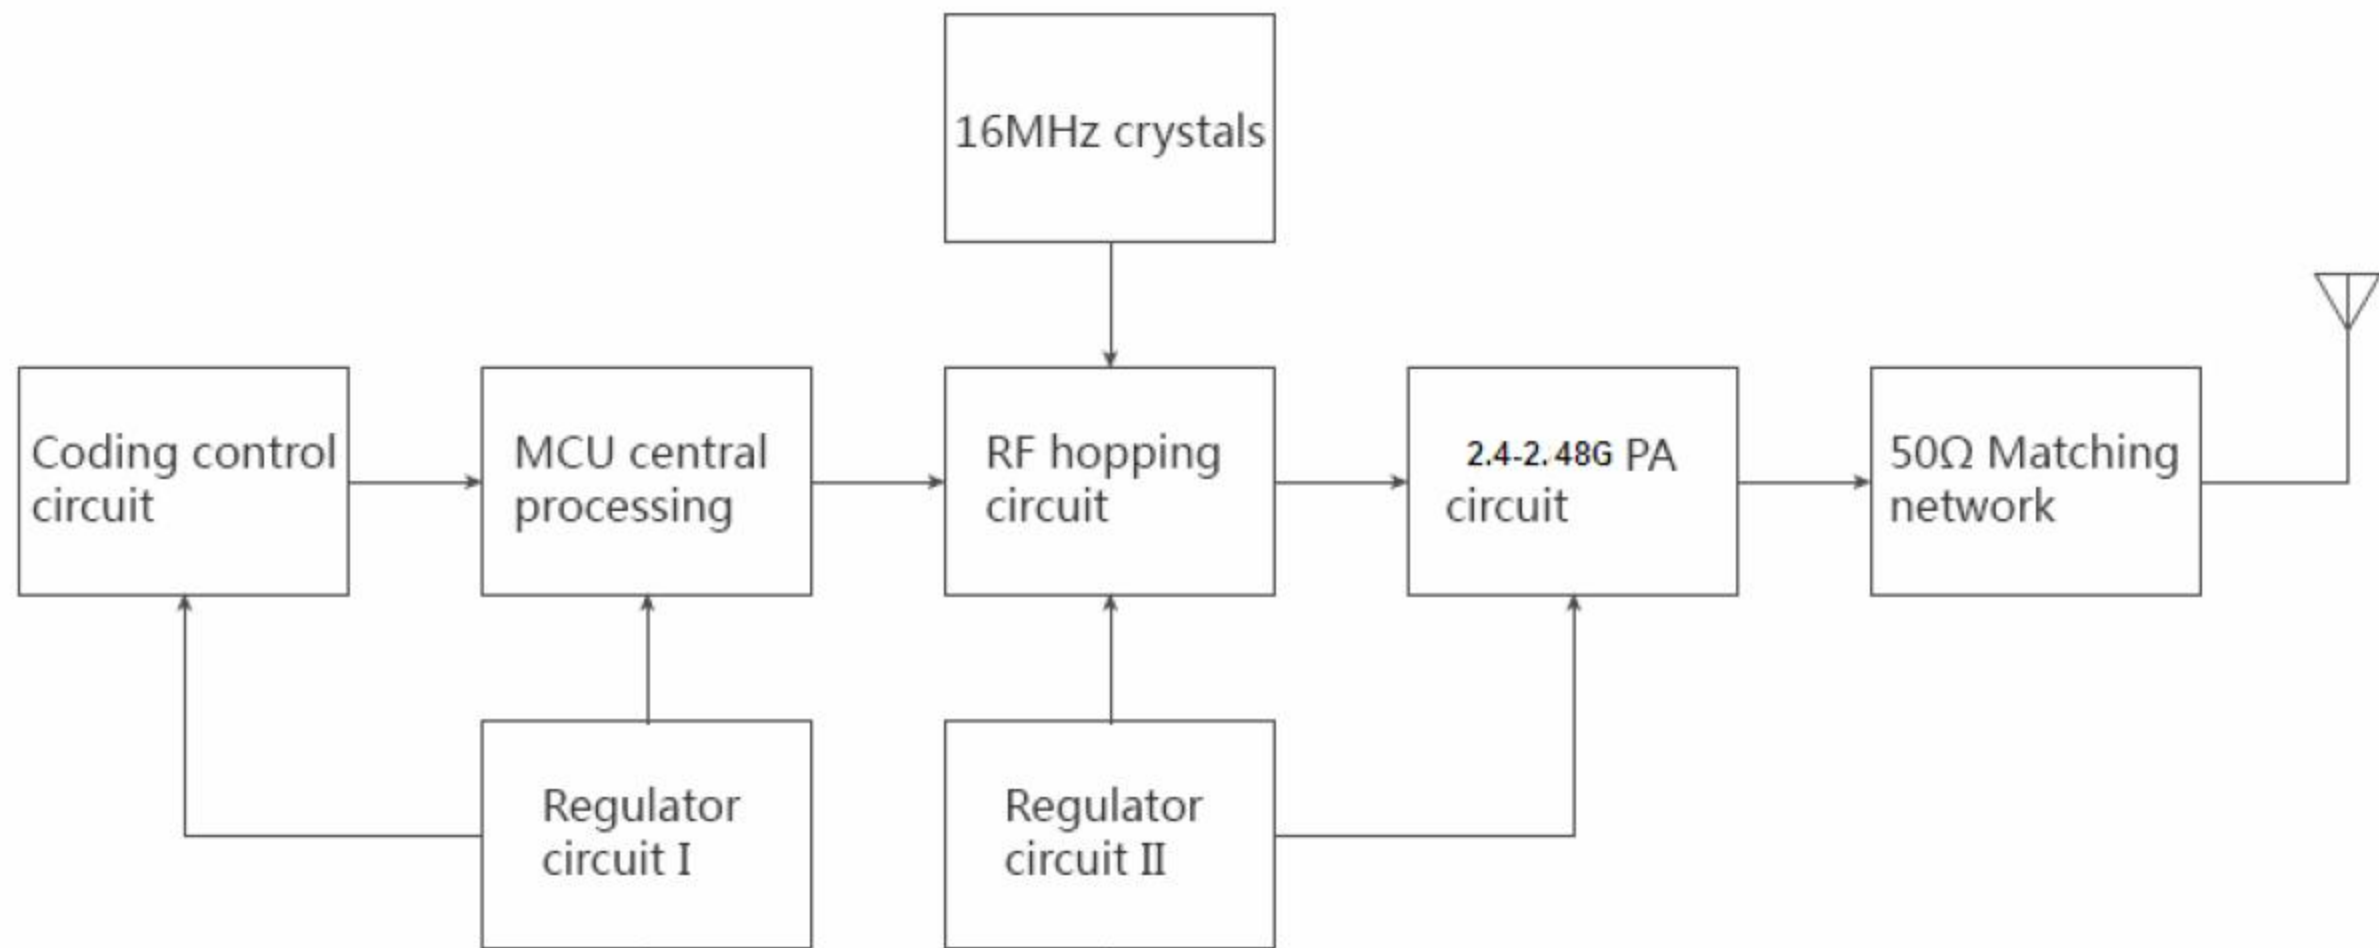 16MHz crystals
Coding control
circuit
MCU central
processing
RF hopping
circuit
2.4-2.48G PA
circuit
50Ω Matching
network
Regulator
circuit I
Regulator
circuit II